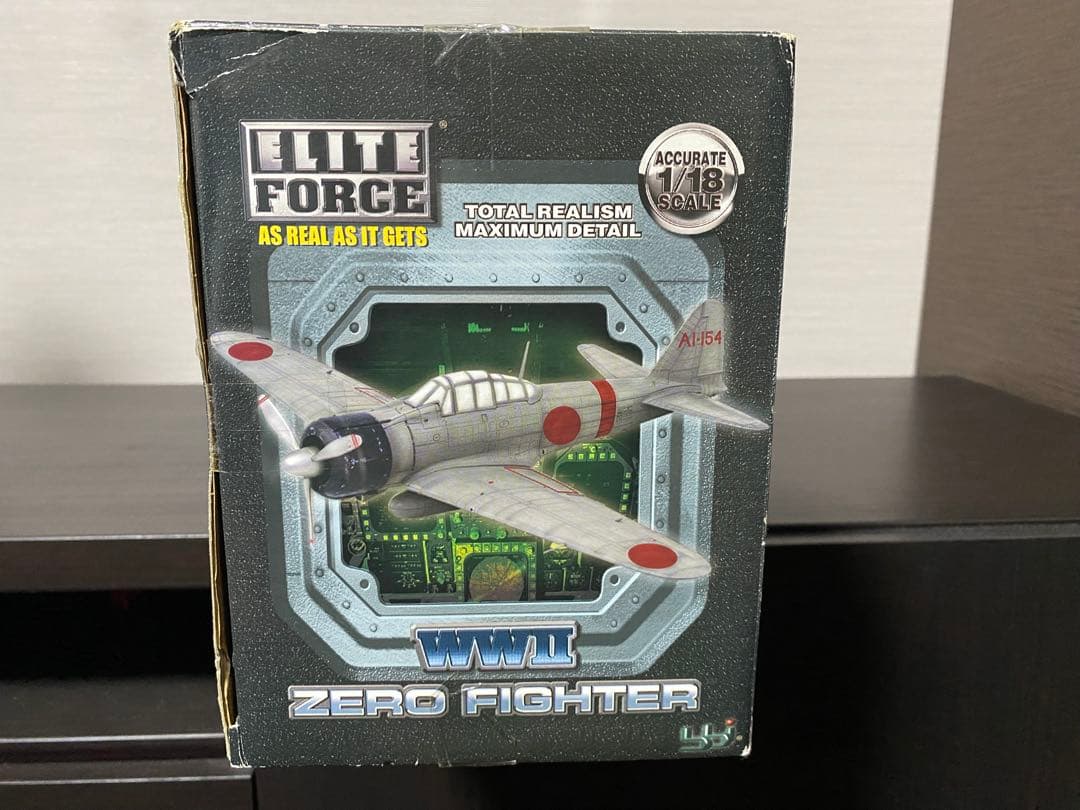 ELITE
FORCE
®
AS REAL AS IT GETS
TOTAL REALISM
MAXIMUM DETAIL
ACCURATE
1/18
SCALE
AI-154
WWII
ZERO FIGHTER
bbi